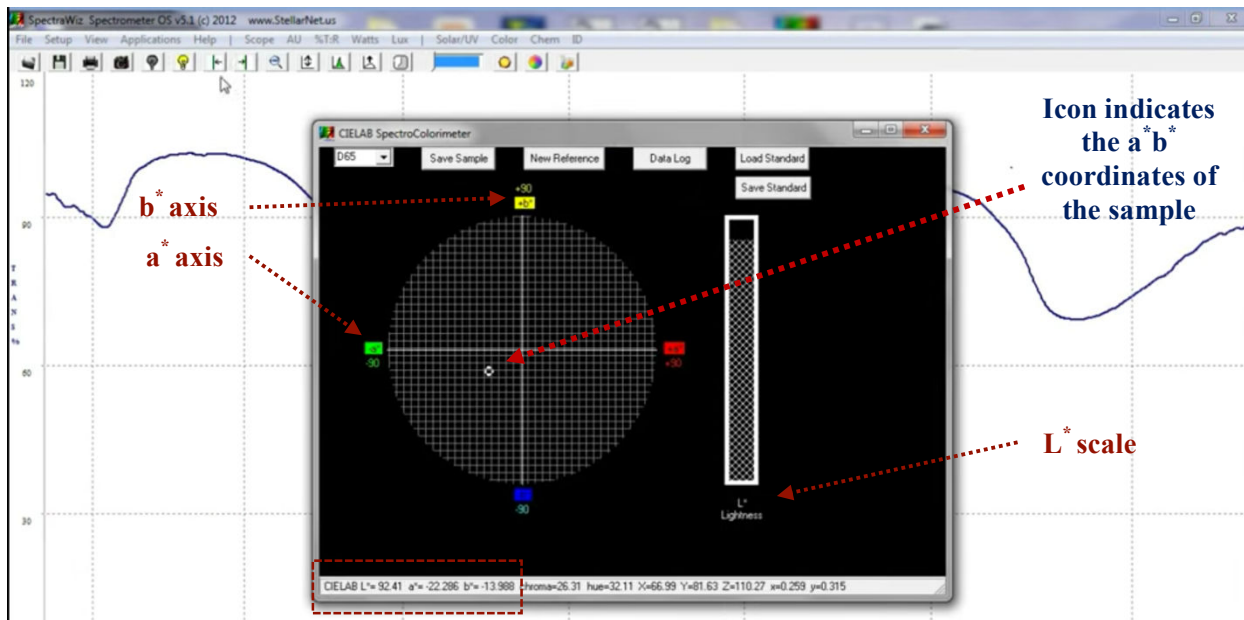 SpectraWiz Spectrometer OS v5.1 (c) 2012 www.StellarNet.us
File Setup View Applications Help | Scope AU %T:R Watts Lux | Solar/UV Color Chem ID
120
90
60
30
TRANS %
CIELAB SpectroColorimeter
D65 Save Sample New Reference Data Log Load Standard
Save Standard
+90
+b*
-a*
-90
+a*
+90
-90
L*
Lightness
CIELAB L*= 92.41 a*= -22.286 b*= -13.988 chroma=26.31 hue=32.11 X=66.99 Y=81.63 Z=110.27 x=0.259 y=0.315
b* axis
a* axis
Icon indicates
the a*b*
coordinates of
the sample
L* scale